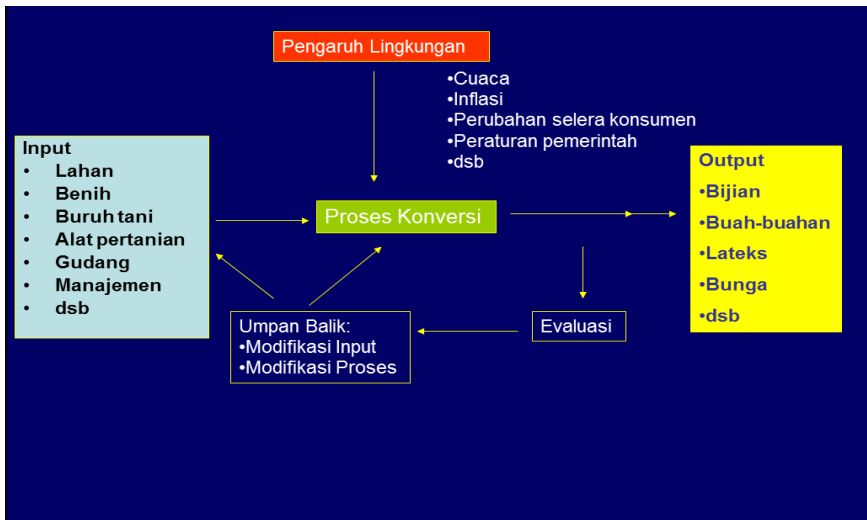 Pengaruh Lingkungan
•Cuaca
•Inflasi
•Perubahan selera konsumen
•Peraturan pemerintah
•dsb
Input
• Lahan
• Benih
• Buruh tani
• Alat pertanian
• Gudang
• Manajemen
• dsb
Proses Konversi
Output
•Bijian
•Buah-buahan
•Lateks
•Bunga
•dsb
Umpan Balik:
•Modifikasi Input
•Modifikasi Proses
Evaluasi